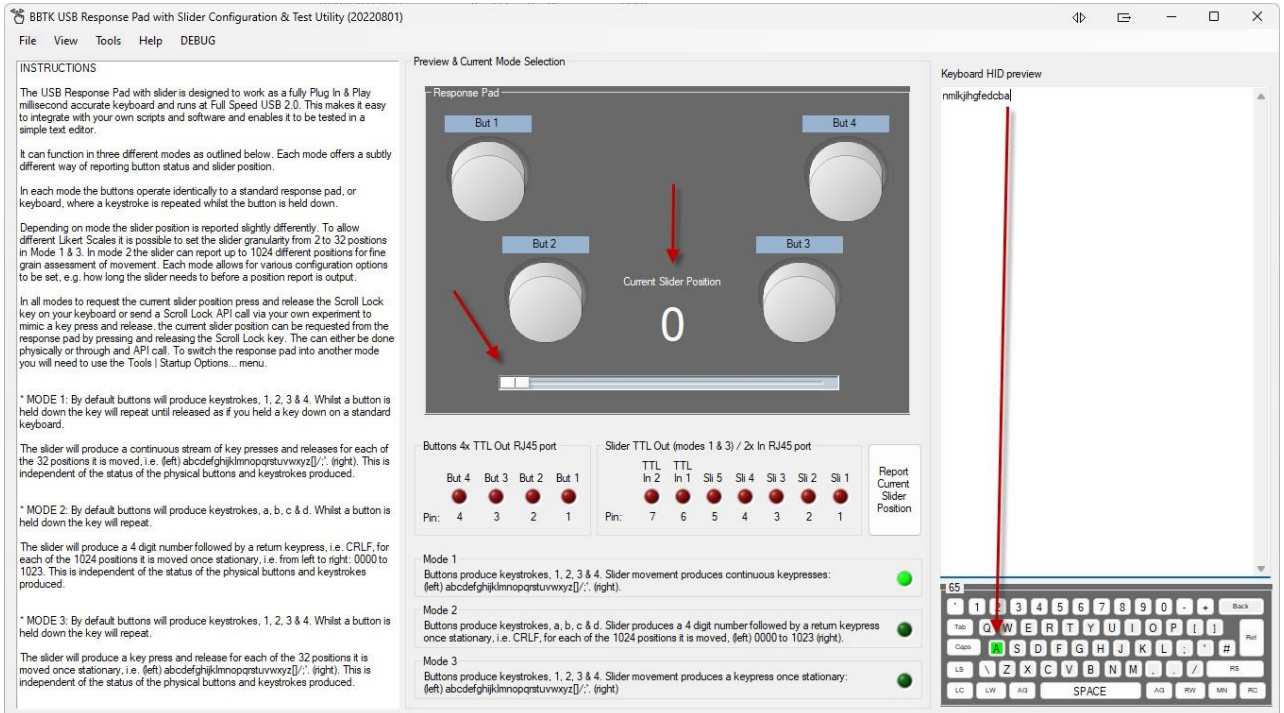 BBTK USB Response Pad with Slider Configuration & Test Utility (20220801)
File View Tools Help DEBUG
INSTRUCTIONS
The USB Response Pad with slider is designed to work as a fully Plug In & Play
millisecond accurate keyboard and runs at Full Speed USB 2.0. This makes it easy
to integrate with your own scripts and software and enables it to be tested in a
simple text editor.
It can function in three different modes as outlined below. Each mode offers a subtly
different way of reporting button status and slider position.
In each mode the buttons operate identically to a standard response pad, or
keyboard, where a keystroke is repeated whilst the button is held down.
Depending on mode the slider position is reported slightly differently. To allow
different Likert Scales it is possible to set the slider granularity from 2 to 32 positions
in Mode 1 & 3. In mode 2 the slider can report up to 1024 different positions for fine
grain assessment of movement. Each mode allows for various configuration options
to be set, e.g. how long the slider needs to before a position report is output.
In all modes to request the current slider position press and release the Scroll Lock
key on your keyboard or send a Scroll Lock API call via your own experiment to
mimic a key press and release. the current slider position can be requested from the
response pad by pressing and releasing the Scroll Lock key. The can either be done
physically or through and API call. To switch the response pad into another mode
you will need to use the Tools | Startup Options... menu.
* MODE 1: By default buttons will produce keystrokes, 1, 2, 3 & 4. Whilst a button is
held down the key will repeat until released as if you held a key down on a standard
keyboard.
The slider will produce a continuous stream of key presses and releases for each of
the 32 positions it is moved, i.e. (left) abcdefghijklmnopqrstuvwxyz[]/;'. (right). This is
independent of the status of the physical buttons and keystrokes produced.
* MODE 2: By default buttons will produce keystrokes, a, b, c & d. Whilst a button is
held down the key will repeat.
The slider will produce a 4 digit number followed by a return keypress, i.e. CRLF, for
each of the 1024 positions it is moved once stationary, i.e. from left to right: 0000 to
1023. This is independent of the status of the physical buttons and keystrokes
produced.
* MODE 3: By default buttons will produce keystrokes, 1, 2, 3 & 4. Whilst a button is
held down the key will repeat.
The slider will produce a key press and release for each of the 32 positions it is
moved once stationary, i.e. (left) abcdefghijklmnopqrstuvwxyz[]/;'. (right). This is
independent of the status of the physical buttons and keystrokes produced.
Preview & Current Mode Selection
Response Pad
But 1 But 4
But 2 But 3
Current Slider Position
0
Buttons 4x TTL Out RJ45 port
But 4 But 3 But 2 But 1
Pin: 4 3 2 1
Slider TTL Out (modes 1 & 3) / 2x In RJ45 port
TTL TTL
In 2 In 1 Sli 5 Sli 4 Sli 3 Sli 2 Sli 1
Pin: 7 6 5 4 3 2 1
Report
Current
Slider
Position
Mode 1
Buttons produce keystrokes, 1, 2, 3 & 4. Slider movement produces continuous keypresses:
(left) abcdefghijklmnopqrstuvwxyz[]/;'. (right).
Mode 2
Buttons produce keystrokes, a, b, c & d. Slider produces a 4 digit number followed by a return keypress
once stationary, i.e. CRLF, for each of the 1024 positions it is moved, (left) 0000 to 1023 (right).
Mode 3
Buttons produce keystrokes, 1, 2, 3 & 4. Slider movement produces a keypress once stationary:
(left) abcdefghijklmnopqrstuvwxyz[]/;'. (right)
Keyboard HID preview
nmlkjihgfedcba
65
1 2 3 4 5 6 7 8 9 0 - + Back
Tab Q W E R T Y U I O P [ ] Ret
Caps A S D F G H J K L ; ' #
LS \ Z X C V B N M , . / RS
LC LW AG SPACE AG RW MN RC